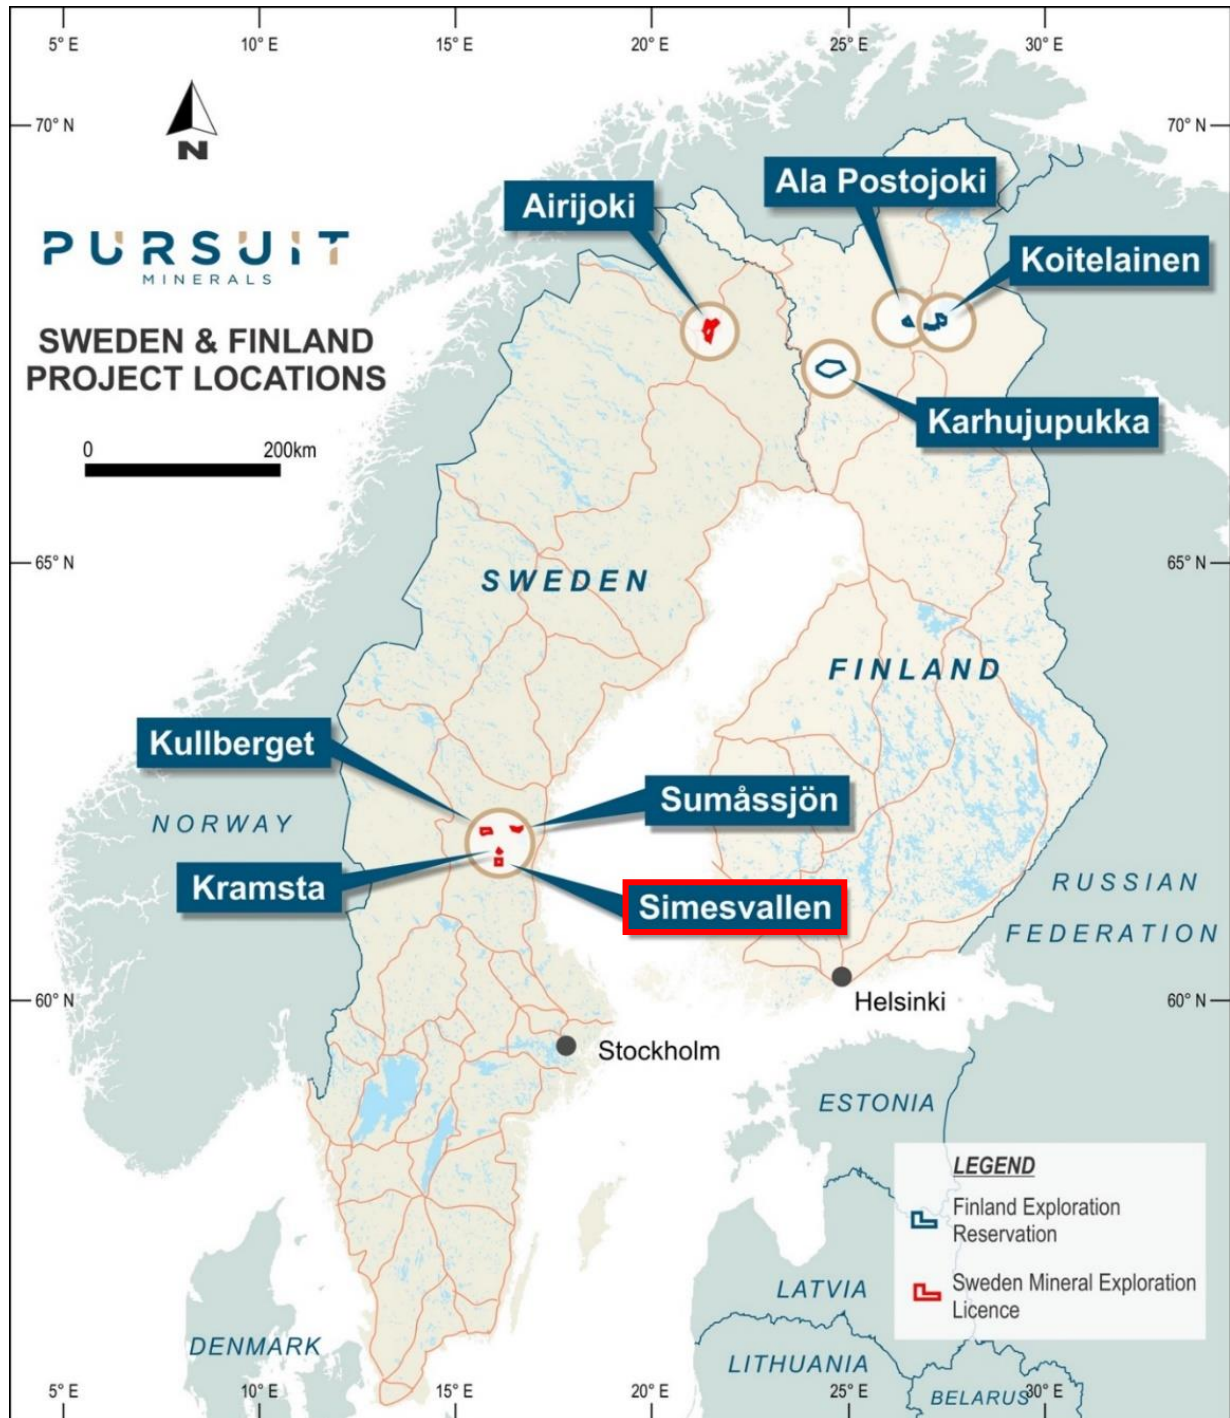 5° E 10° E 15° E 20° E 25° E 30° E
70° N 70° N
N
PURSUIT
MINERALS
SWEDEN & FINLAND
PROJECT LOCATIONS
0 200km
Airijoki
Ala Postojoki
Koitelainen
Karhujupukka
65° N 65° N
SWEDEN
FINLAND
Kullberget
Sumåssjön
NORWAY
Kramsta
Simesvallen
RUSSIAN
FEDERATION
60° N 60° N
Helsinki
Stockholm
ESTONIA
LEGEND
Finland Exploration
Reservation
Sweden Mineral Exploration
Licence
LATVIA
DENMARK
LITHUANIA
BELARUS
5° E 10° E 15° E 20° E 25° E 30° E